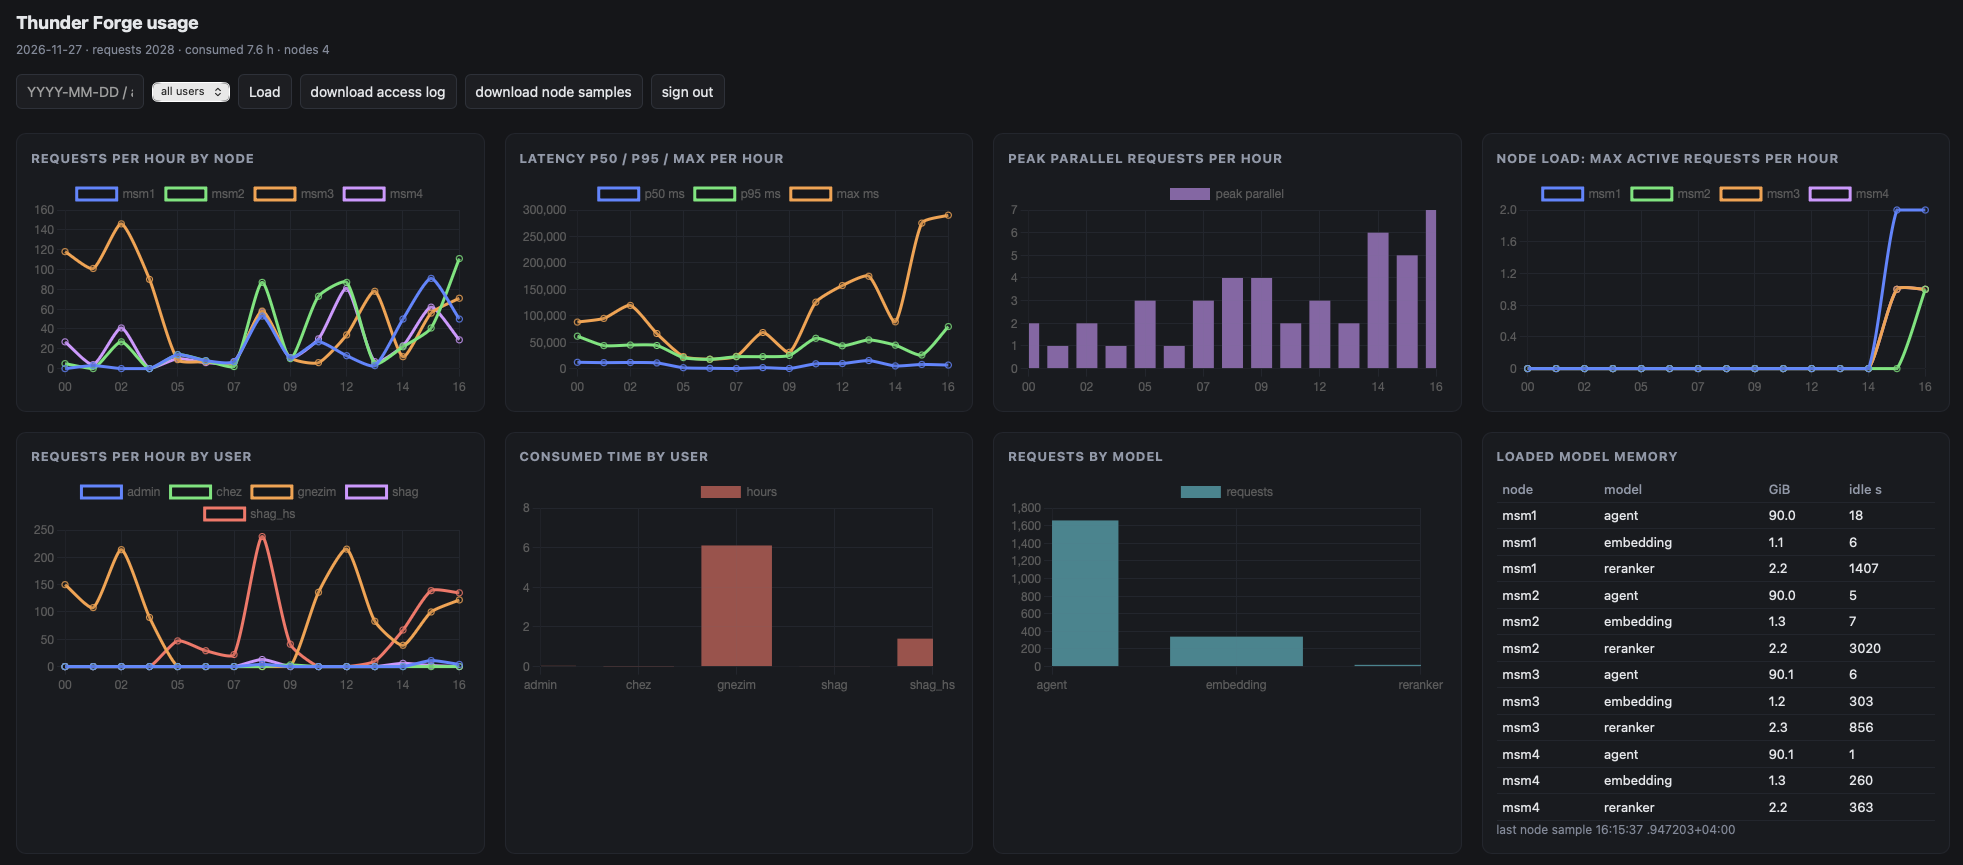 Thunder Forge usage
2026-11-27 · requests 2028 · consumed 7.6 h · nodes 4
YYYY-MM-DD / all users Load download access log download node samples sign out
REQUESTS PER HOUR BY NODE
msm1 msm2 msm3 msm4
160
140
120
100
80
60
40
20
0
00 02 05 07 09 12 14 16
LATENCY P50 / P95 / MAX PER HOUR
p50 ms p95 ms max ms
300,000
250,000
200,000
150,000
100,000
50,000
0
00 02 05 07 09 12 14 16
PEAK PARALLEL REQUESTS PER HOUR
peak parallel
7
6
5
4
3
2
1
0
00 02 05 07 09 12 14 16
NODE LOAD: MAX ACTIVE REQUESTS PER HOUR
msm1 msm2 msm3 msm4
2.0
1.6
1.2
0.8
0.4
0
00 02 05 07 09 12 14 16
REQUESTS PER HOUR BY USER
admin chez gnezim shag
shag_hs
250
200
150
100
50
0
00 02 05 07 09 12 14 16
CONSUMED TIME BY USER
hours
8
6
4
2
0
admin chez gnezim shag shag_hs
REQUESTS BY MODEL
requests
1,800
1,600
1,400
1,200
1,000
800
600
400
200
0
agent embedding reranker
LOADED MODEL MEMORY
node model GiB idle s
msm1 agent 90.0 18
msm1 embedding 1.1 6
msm1 reranker 2.2 1407
msm2 agent 90.0 5
msm2 embedding 1.3 7
msm2 reranker 2.2 3020
msm3 agent 90.1 6
msm3 embedding 1.2 303
msm3 reranker 2.3 856
msm4 agent 90.1 1
msm4 embedding 1.3 260
msm4 reranker 2.2 363
last node sample 16:15:37 .947203+04:00